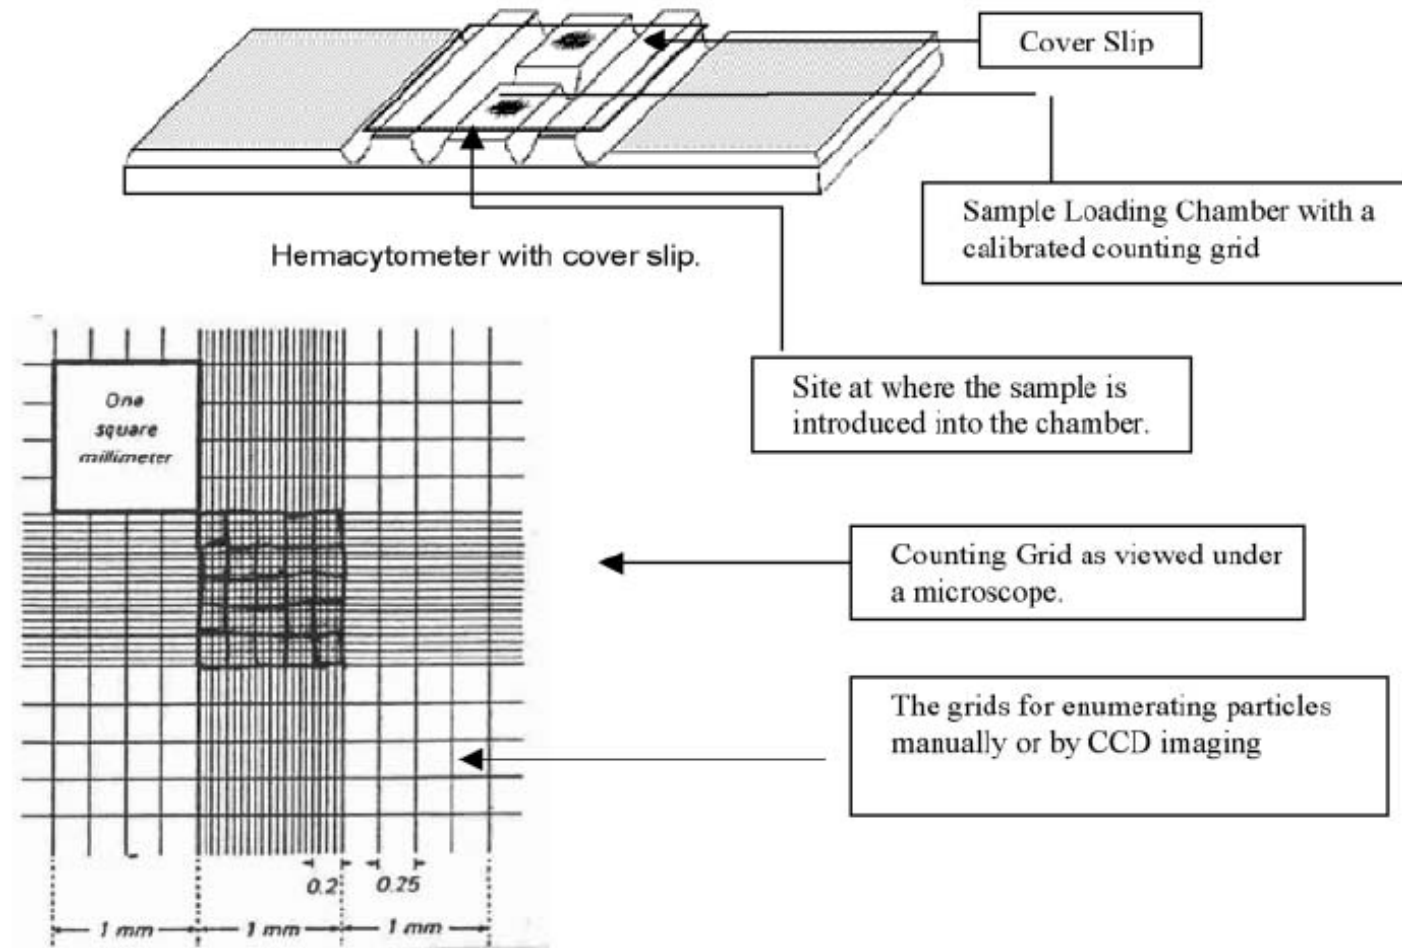 Cover Slip
Sample Loading Chamber with a
calibrated counting grid
Hemacytometer with cover slip.
Site at where the sample is
introduced into the chamber.
One
square
millimeter
Counting Grid as viewed under
a microscope.
The grids for enumerating particles
manually or by CCD imaging
0.2
0.25
1 mm
1 mm
1 mm